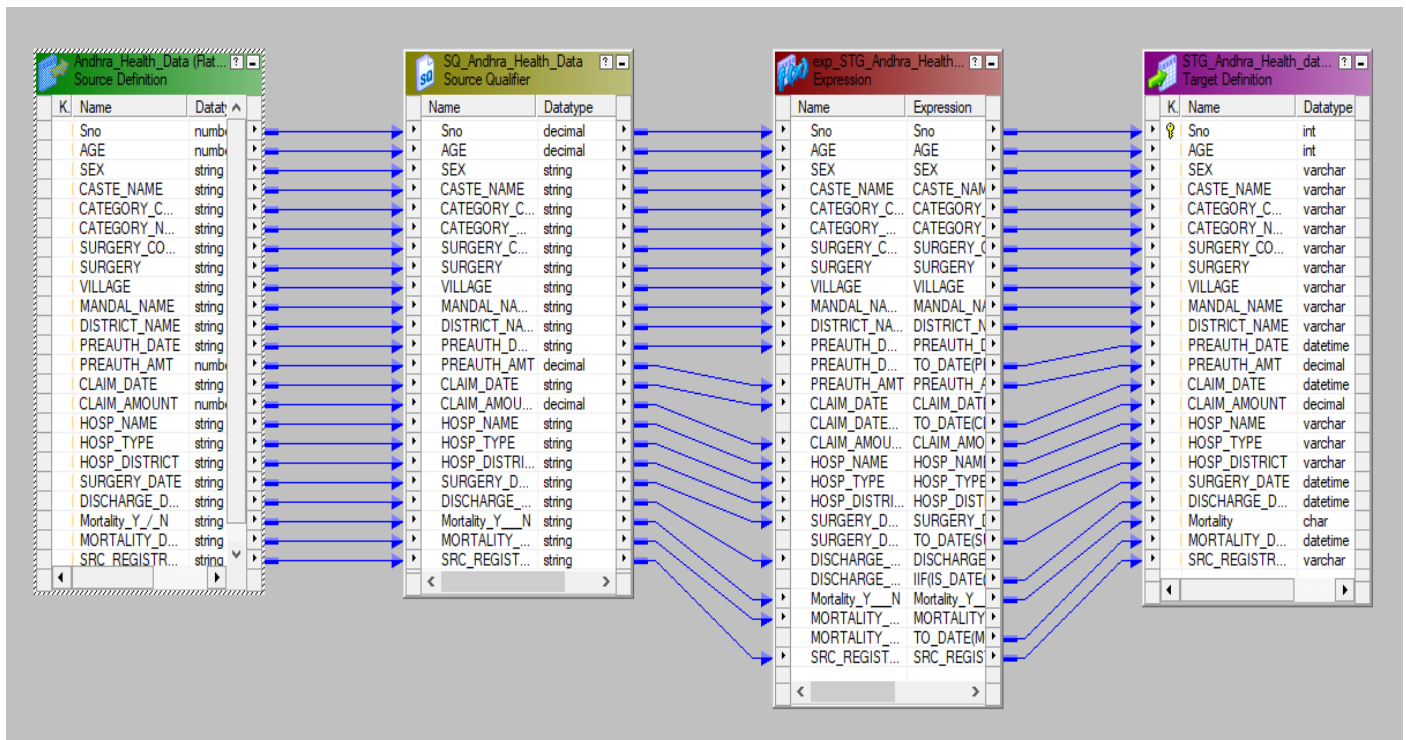 Andhra_Health_Data (Flat... ?
Source Definition
K. Name Dataty
Sno numbe
AGE numbe
SEX string
CASTE_NAME string
CATEGORY_C... string
CATEGORY_N... string
SURGERY_CO... string
SURGERY string
VILLAGE string
MANDAL_NAME string
DISTRICT_NAME string
PREAUTH_DATE string
PREAUTH_AMT numbe
CLAIM_DATE string
CLAIM_AMOUNT numbe
HOSP_NAME string
HOSP_TYPE string
HOSP_DISTRICT string
SURGERY_DATE string
DISCHARGE_D... string
Mortality_Y_/_N string
MORTALITY_D... string
SRC_REGISTR... string
SQ
SQ_Andhra_Health_Data ?
Source Qualifier
Name Datatype
Sno decimal
AGE decimal
SEX string
CASTE_NAME string
CATEGORY_C... string
CATEGORY_... string
SURGERY_C... string
SURGERY string
VILLAGE string
MANDAL_NA... string
DISTRICT_NA... string
PREAUTH_D... string
PREAUTH_AMT decimal
CLAIM_DATE string
CLAIM_AMOU... decimal
HOSP_NAME string
HOSP_TYPE string
HOSP_DISTRI... string
SURGERY_D... string
DISCHARGE_... string
Mortality_Y___N string
MORTALITY_... string
SRC_REGIST... string
f(x)
exp_STG_Andhra_Health... ?
Expression
Name Expression
Sno Sno
AGE AGE
SEX SEX
CASTE_NAME CASTE_NAM
CATEGORY_C... CATEGORY_
CATEGORY_... CATEGORY_
SURGERY_C... SURGERY_C
SURGERY SURGERY
VILLAGE VILLAGE
MANDAL_NA... MANDAL_NA
DISTRICT_NA... DISTRICT_N
PREAUTH_D... PREAUTH_D
PREAUTH_D... TO_DATE(PR
PREAUTH_AMT PREAUTH_A
CLAIM_DATE CLAIM_DATE
CLAIM_DATE... TO_DATE(CL
CLAIM_AMOU... CLAIM_AMO
HOSP_NAME HOSP_NAME
HOSP_TYPE HOSP_TYPE
HOSP_DISTRI... HOSP_DIST
SURGERY_D... SURGERY_D
SURGERY_D... TO_DATE(SU
DISCHARGE_... DISCHARGE
DISCHARGE_... IIF(IS_DATE(
Mortality_Y___N Mortality_Y_
MORTALITY_... MORTALITY
MORTALITY_... TO_DATE(M
SRC_REGIST... SRC_REGIS
STG_Andhra_Health_dat... ?
Target Definition
K. Name Datatype
Sno int
AGE int
SEX varchar
CASTE_NAME varchar
CATEGORY_C... varchar
CATEGORY_N... varchar
SURGERY_CO... varchar
SURGERY varchar
VILLAGE varchar
MANDAL_NAME varchar
DISTRICT_NAME varchar
PREAUTH_DATE datetime
PREAUTH_AMT decimal
CLAIM_DATE datetime
CLAIM_AMOUNT decimal
HOSP_NAME varchar
HOSP_TYPE varchar
HOSP_DISTRICT varchar
SURGERY_DATE datetime
DISCHARGE_D... datetime
Mortality char
MORTALITY_D... datetime
SRC_REGISTR... varchar